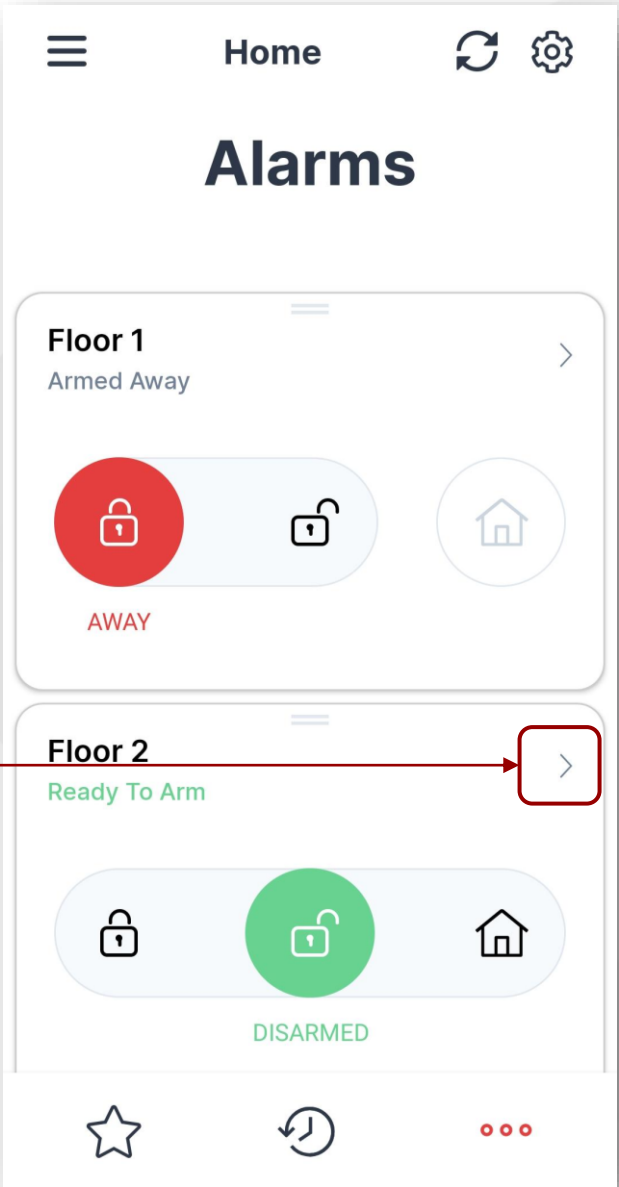 Home
Alarms
Floor 1
Armed Away
AWAY
Floor 2
Ready To Arm
DISARMED